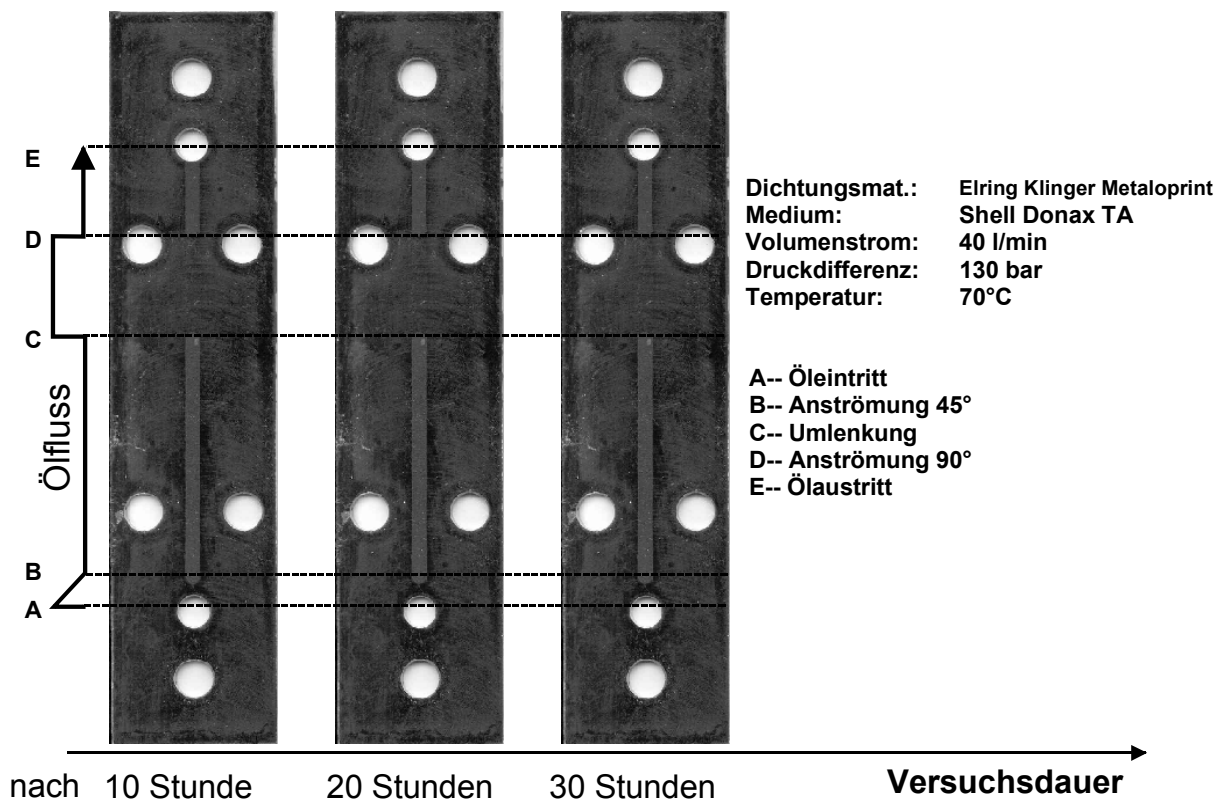 E
D
C
B
A
Ölfluss
Dichtungsmat.: Elring Klinger Metaloprint
Medium: Shell Donax TA
Volumenstrom: 40 l/min
Druckdifferenz: 130 bar
Temperatur: 70°C
A-- Öleintritt
B-- Anströmung 45°
C-- Umlenkung
D-- Anströmung 90°
E-- Ölaustritt
nach 10 Stunde 20 Stunden 30 Stunden Versuchsdauer